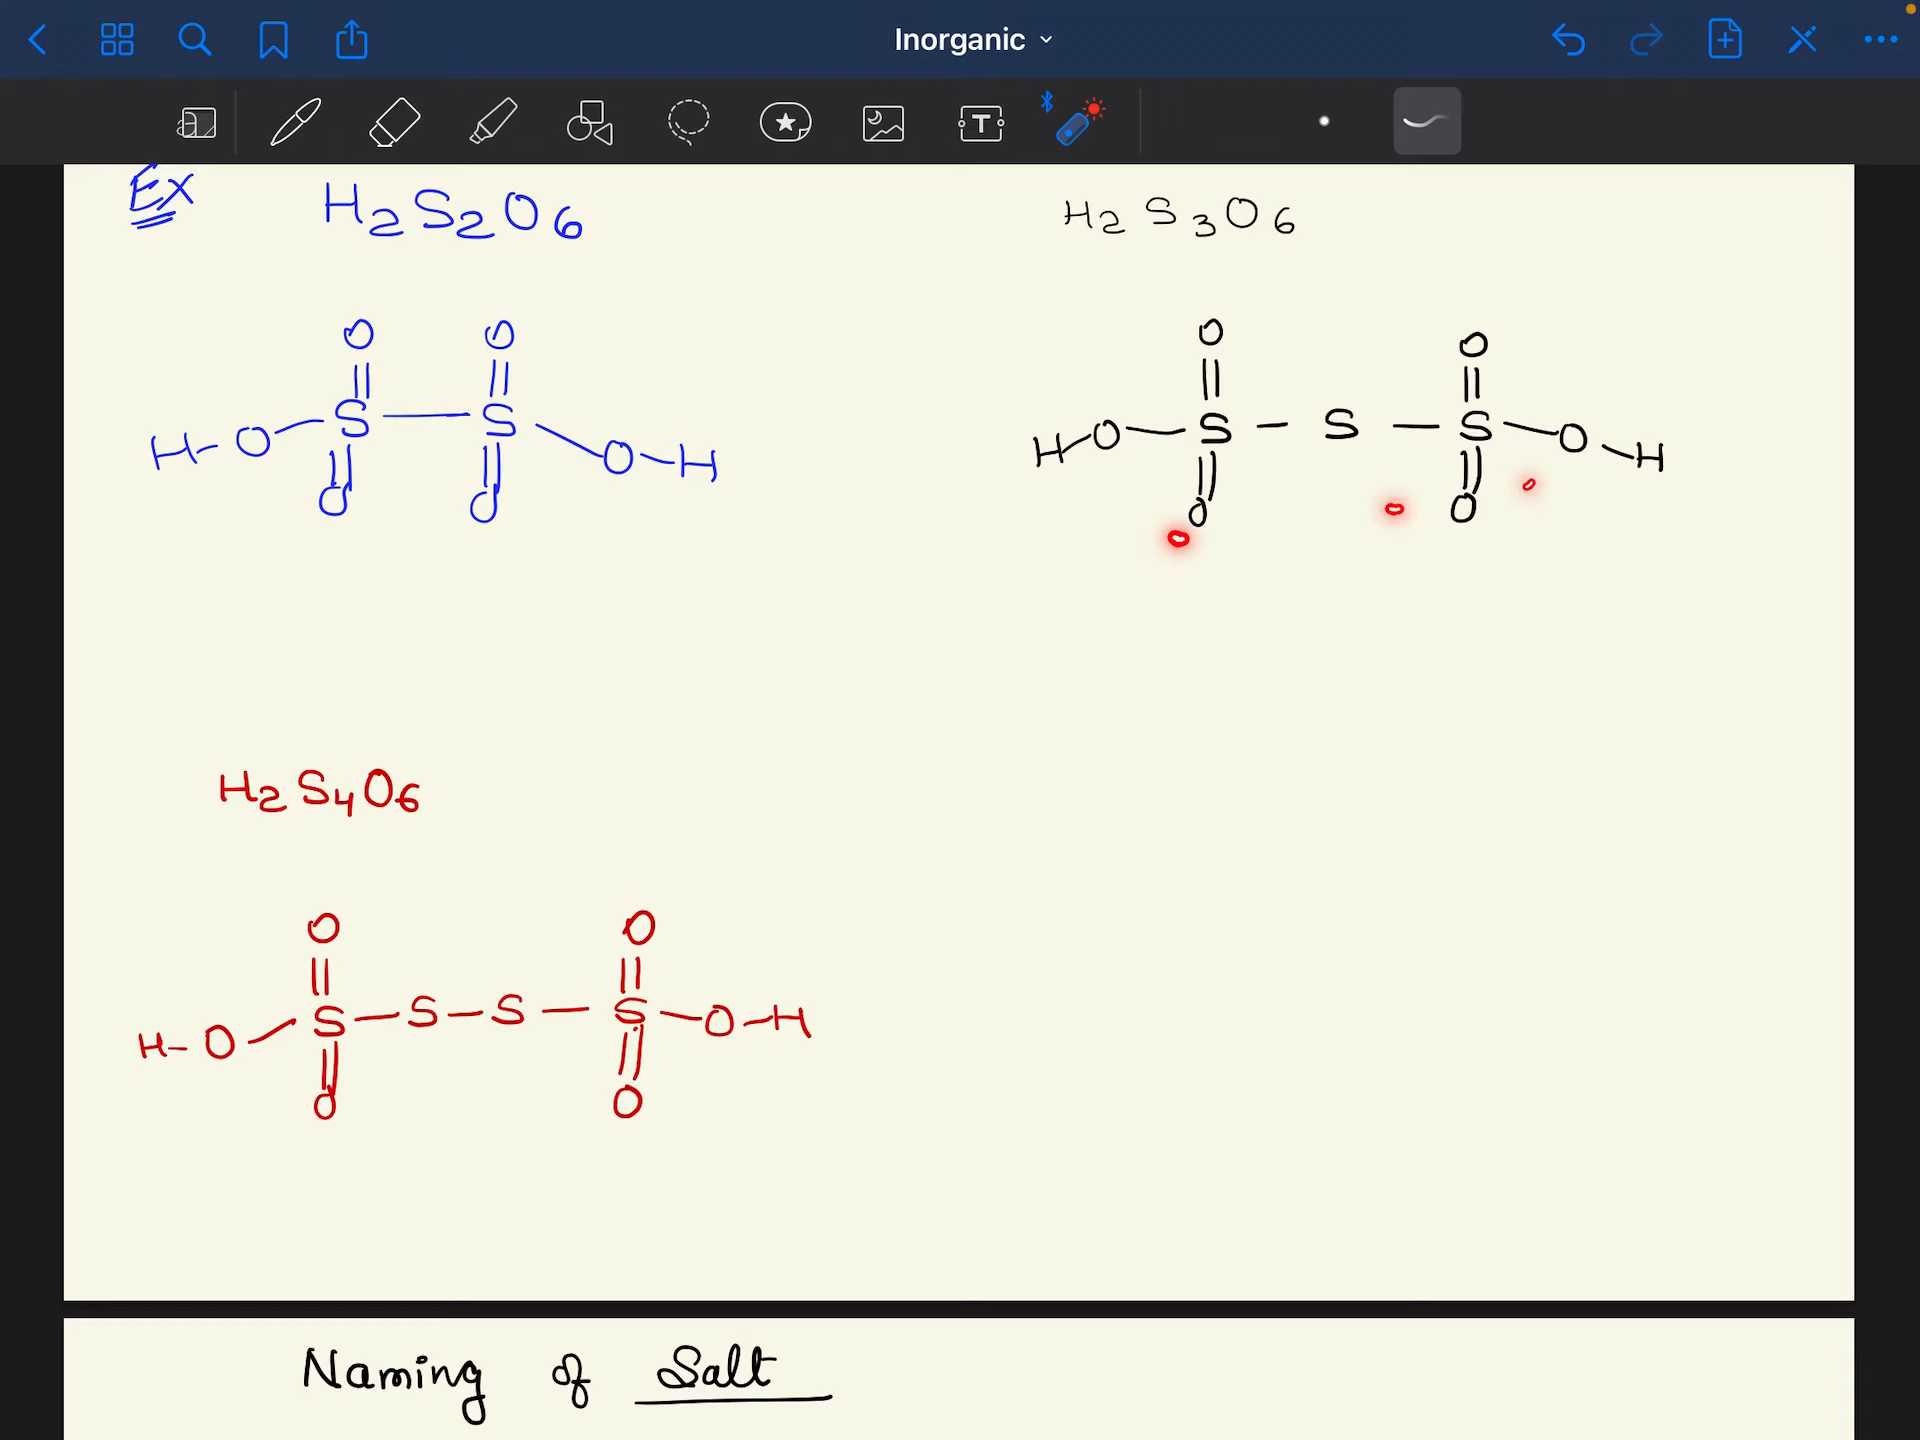 Inorganic
T
Ex H2S2O6
H2S3O6
O O
H-O S S O-H
O O
O O
H-O-S-S-S-O-H
O O
H2S4O6
O O
H-O-S-S-S-S-O-H
O O
Naming of Salt